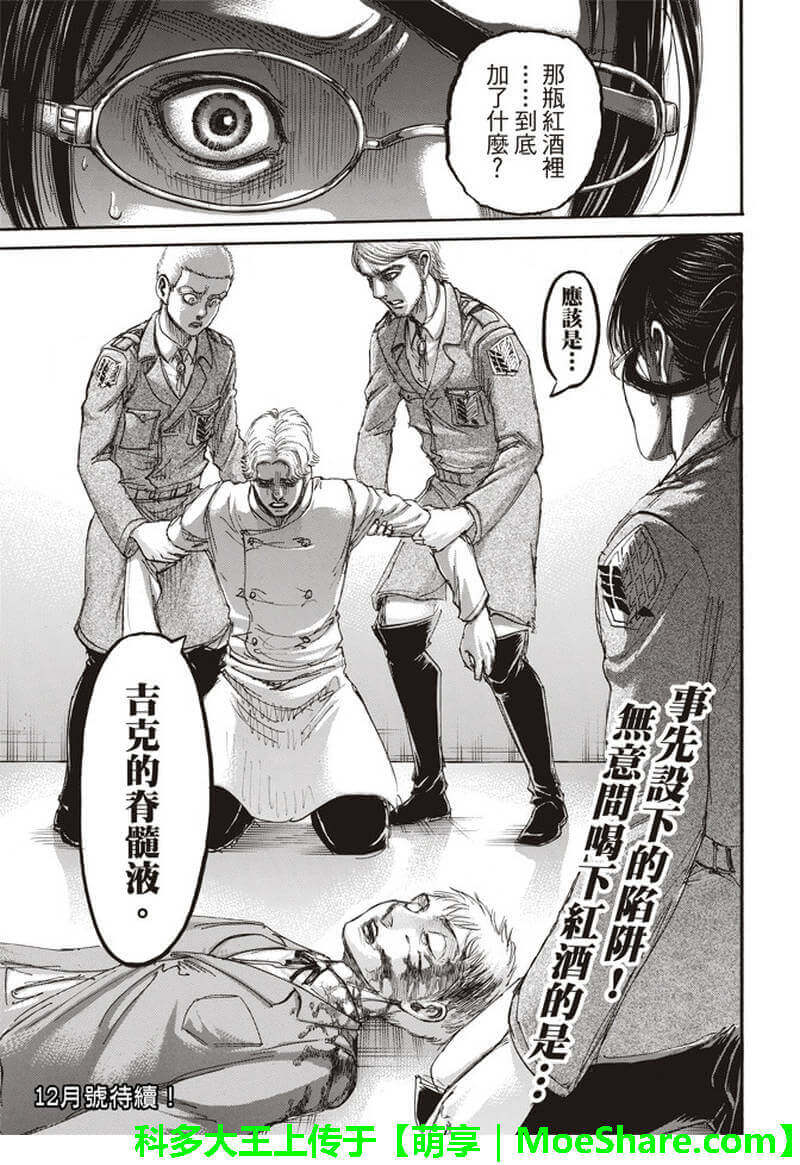 那瓶紅酒裡
……到底
加了什麼?
應該是…
吉克的脊髓液。
事先設下的陷阱!
無意間喝下紅酒的是…
12月號待續!
科多大王上传于【萌享 | MoeShare.com】